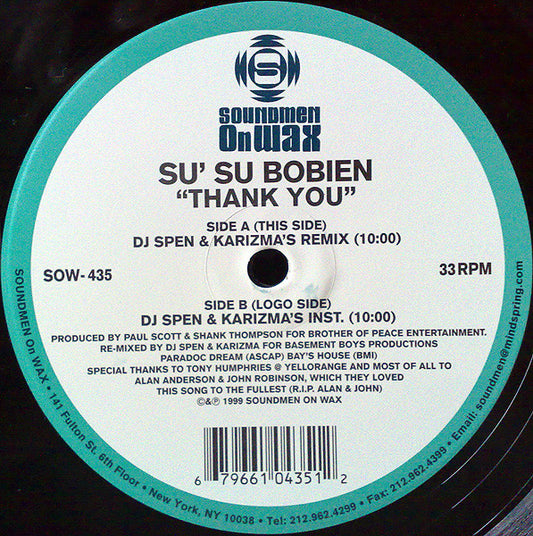 S
SOUNDMEN
On WAX
SU' SU BOBIEN
“THANK YOU”
SIDE A (THIS SIDE)
DJ SPEN & KARIZMA'S REMIX (10:00)
SOW-435
33 RPM
SIDE B (LOGO SIDE)
DJ SPEN & KARIZMA'S INST. (10:00)
PRODUCED BY PAUL SCOTT & SHANK THOMPSON FOR BROTHER OF PEACE ENTERTAINMENT.
RE-MIXED BY DJ SPEN & KARIZMA FOR BASEMENT BOYS PRODUCTIONS
PARADOC DREAM (ASCAP) BAY'S HOUSE (BMI)
SPECIAL THANKS TO TONY HUMPHRIES @ YELLORANGE AND MOST OF ALL TO
ALAN ANDERSON & JOHN ROBINSON, WHICH THEY LOVED
THIS SONG TO THE FULLEST (R.I.P. ALAN & JOHN)
©&℗ 1999 SOUNDMEN ON WAX
6 79661 04351 2
SOUNDMEN On WAX • 141 Fulton St. 6th Floor • New York, NY 10038 • Tel: 212.962.4299 • Fax: 212.962.4399 • Email: soundmen@mindspring.com